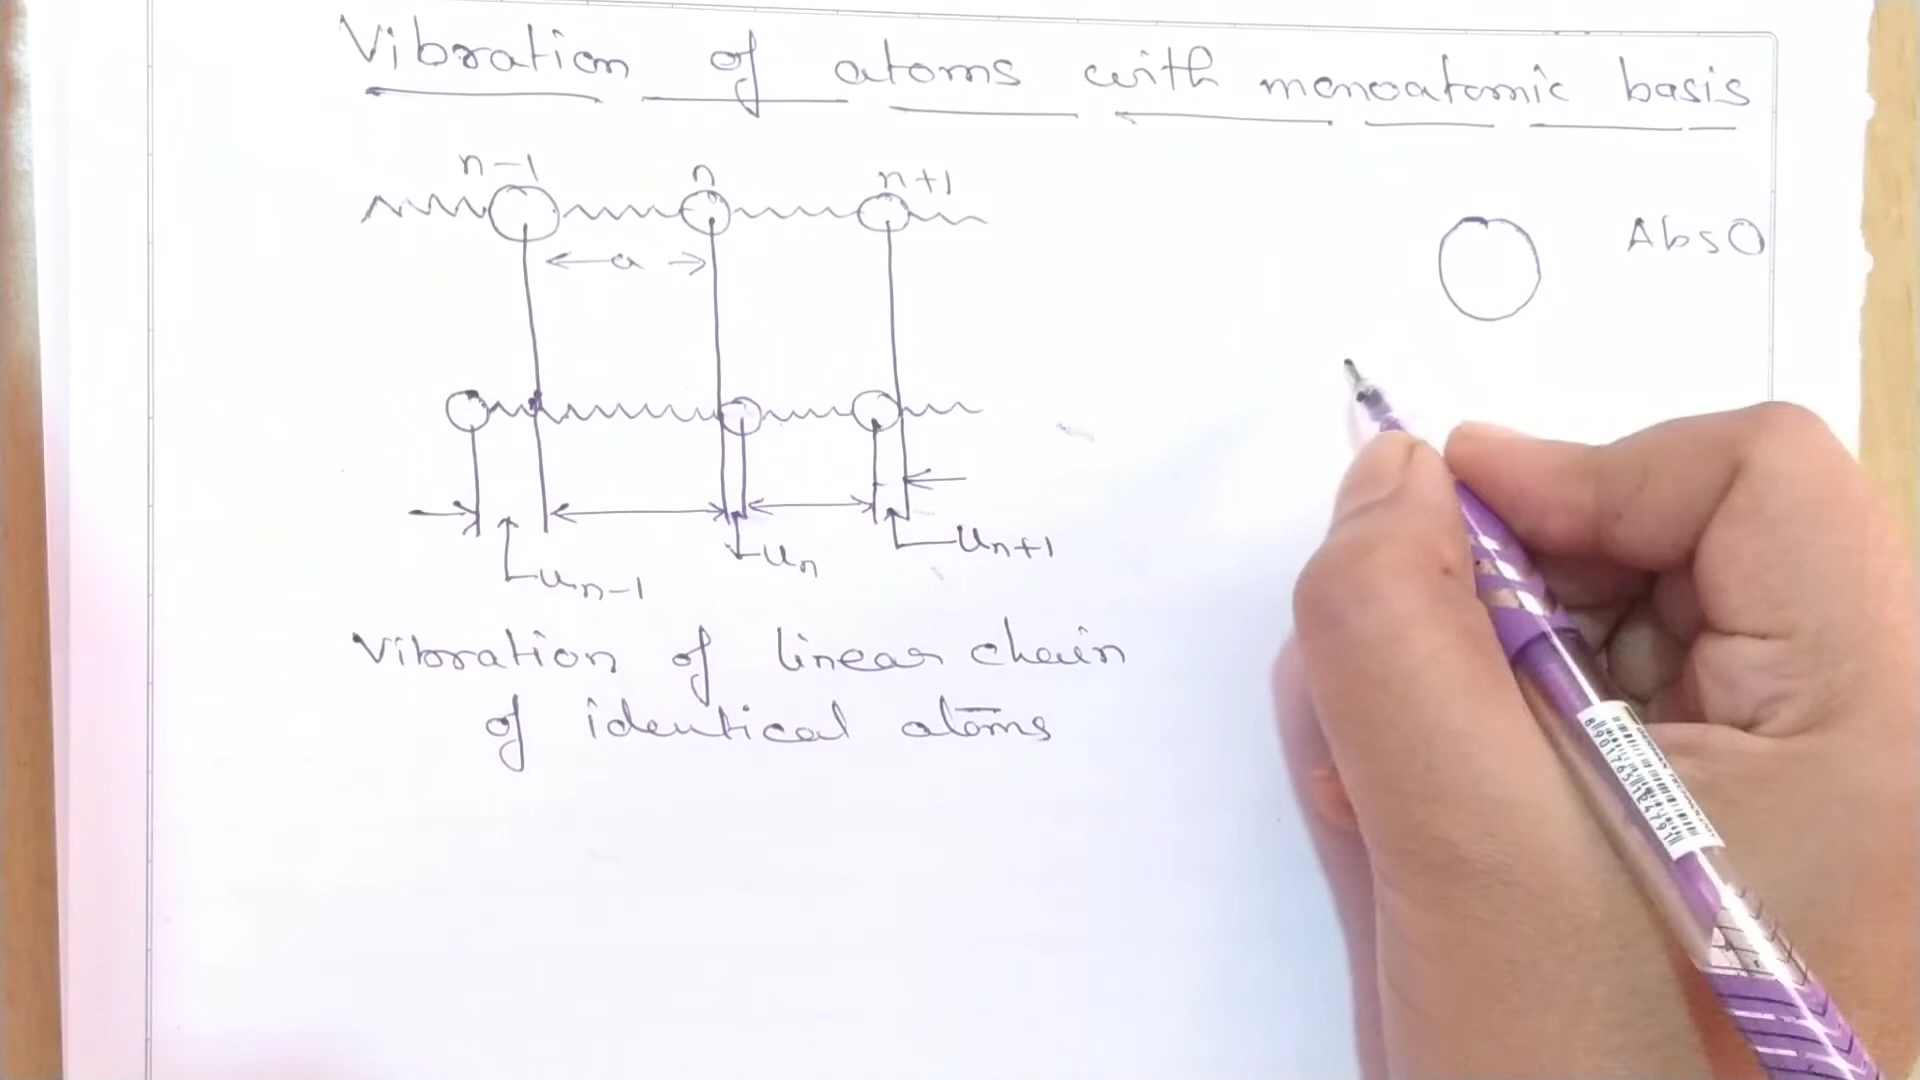 Vibration of atoms with monoatomic basis
n-1 n n+1
Abs0
a
un-1 un un+1
Vibration of linear chain
of identical atoms